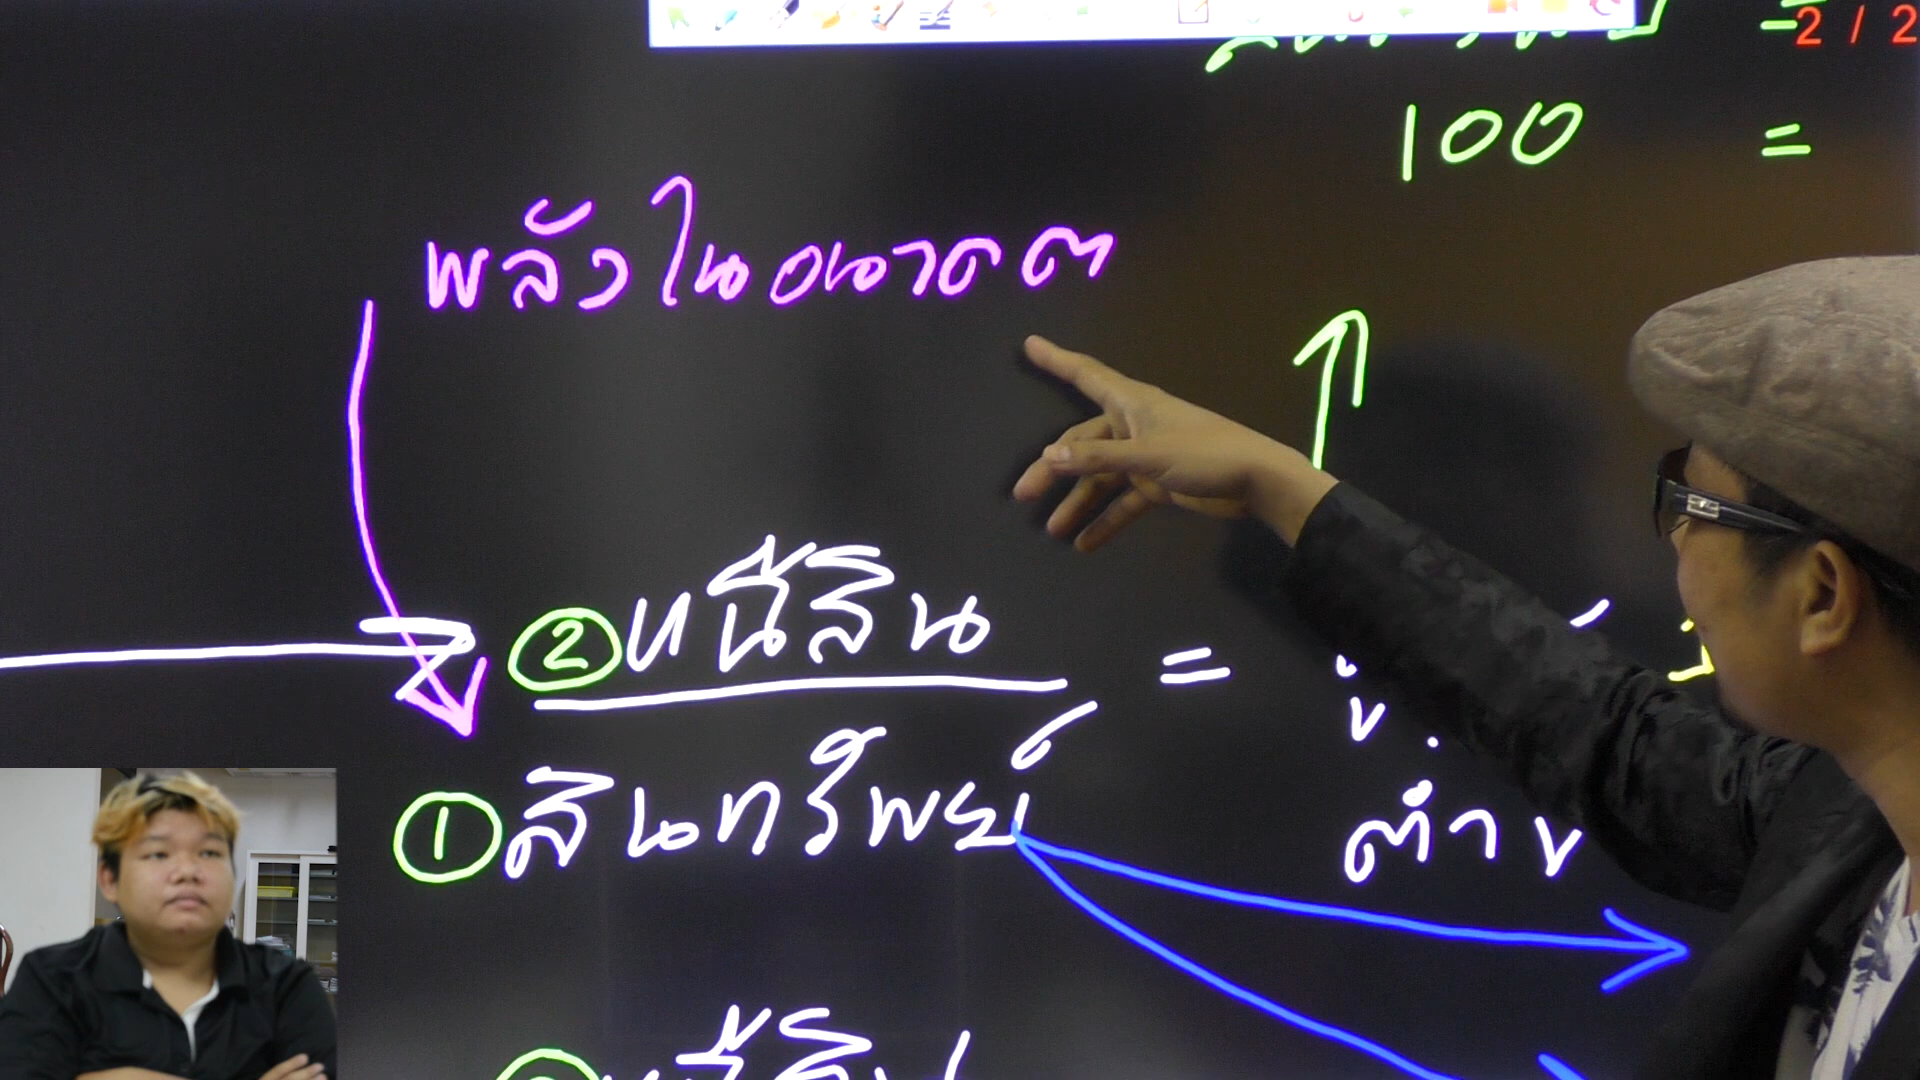 2 / 2
100 =
พลังในอนาคต
② หนี้สิน =
① สินทรัพย์
ต่ำ